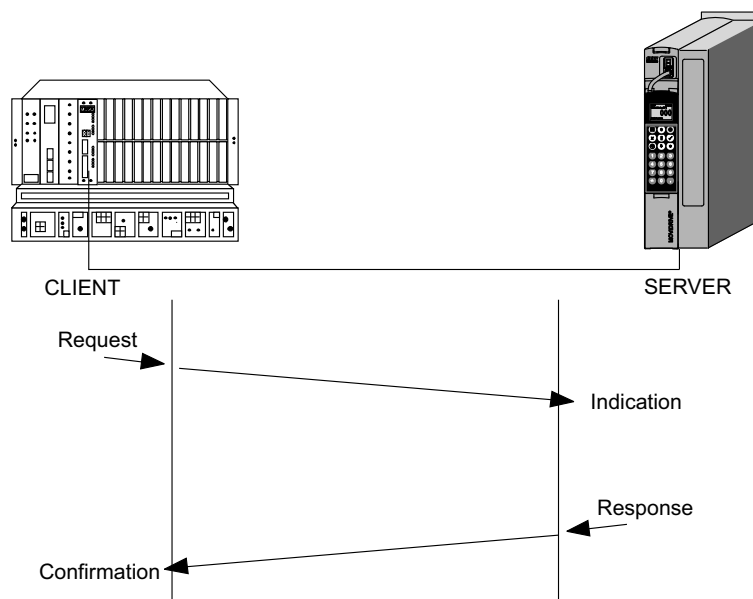 CLIENT
SERVER
Request
Indication
Response
Confirmation